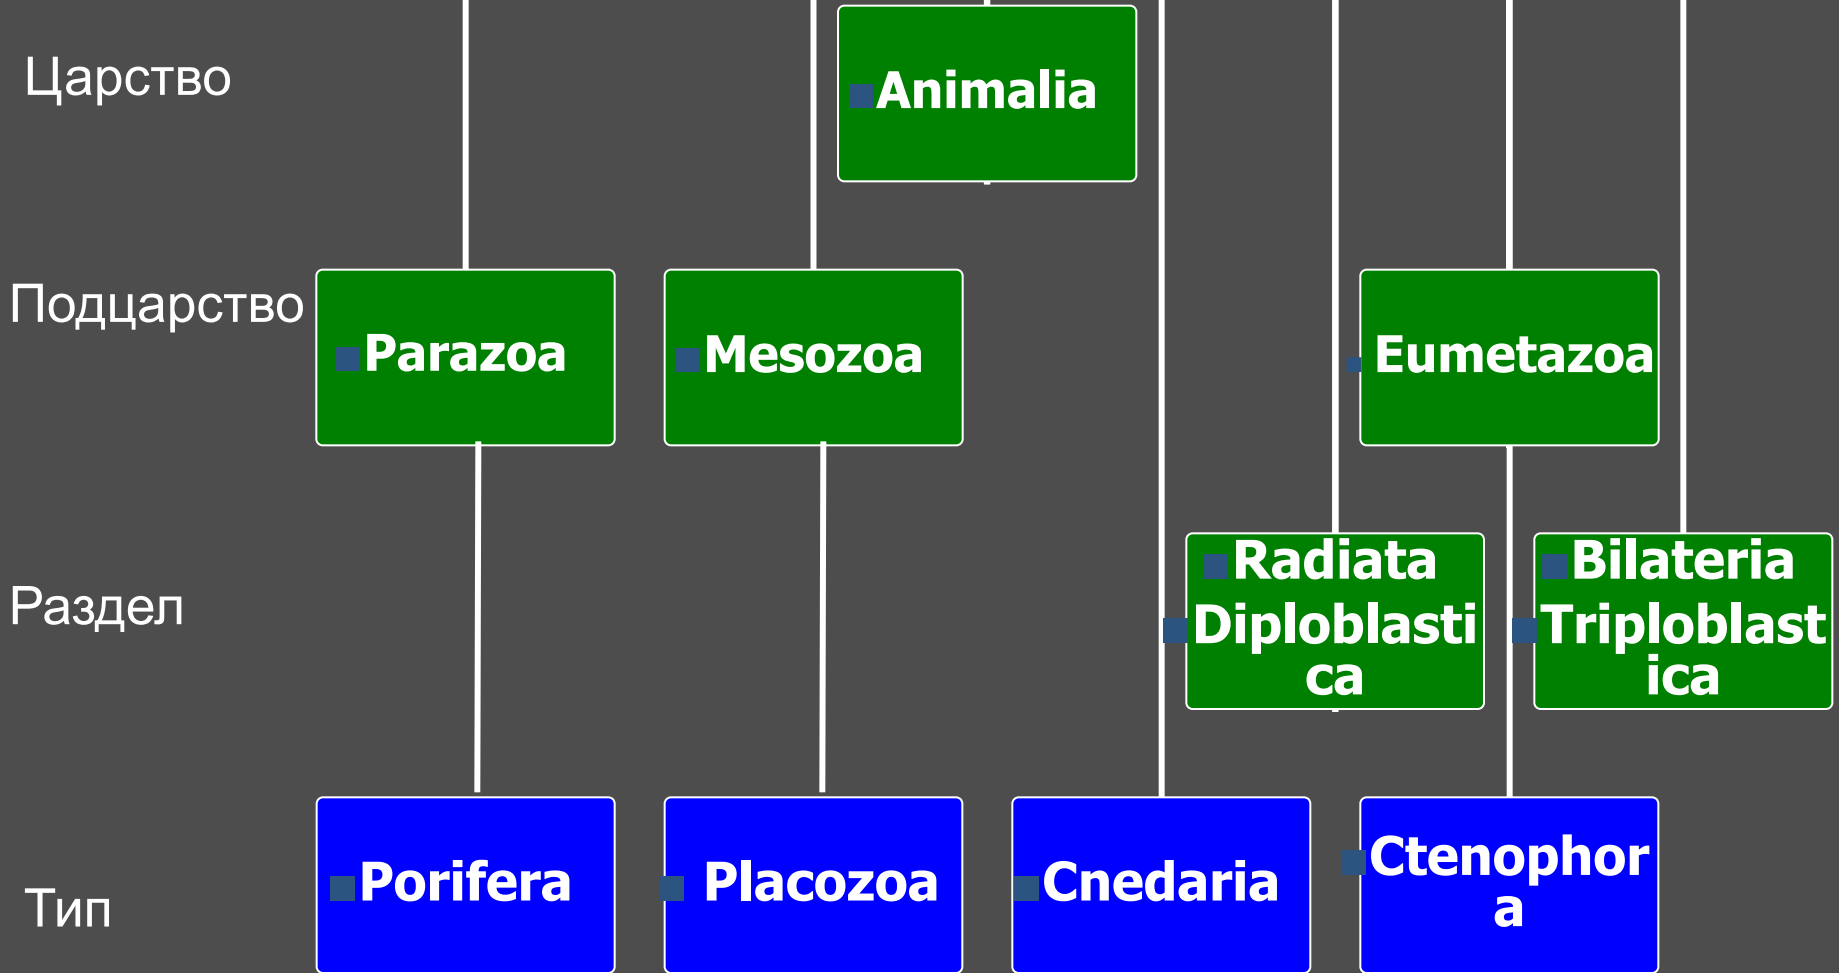 Царство
Animalia
Подцарство
Parazoa
Mesozoa
Eumetazoa
Раздел
Radiata
Diploblasti
ca
Bilateria
Triploblast
ica
Тип
Porifera
Placozoa
Cnedaria
Ctenophor
a